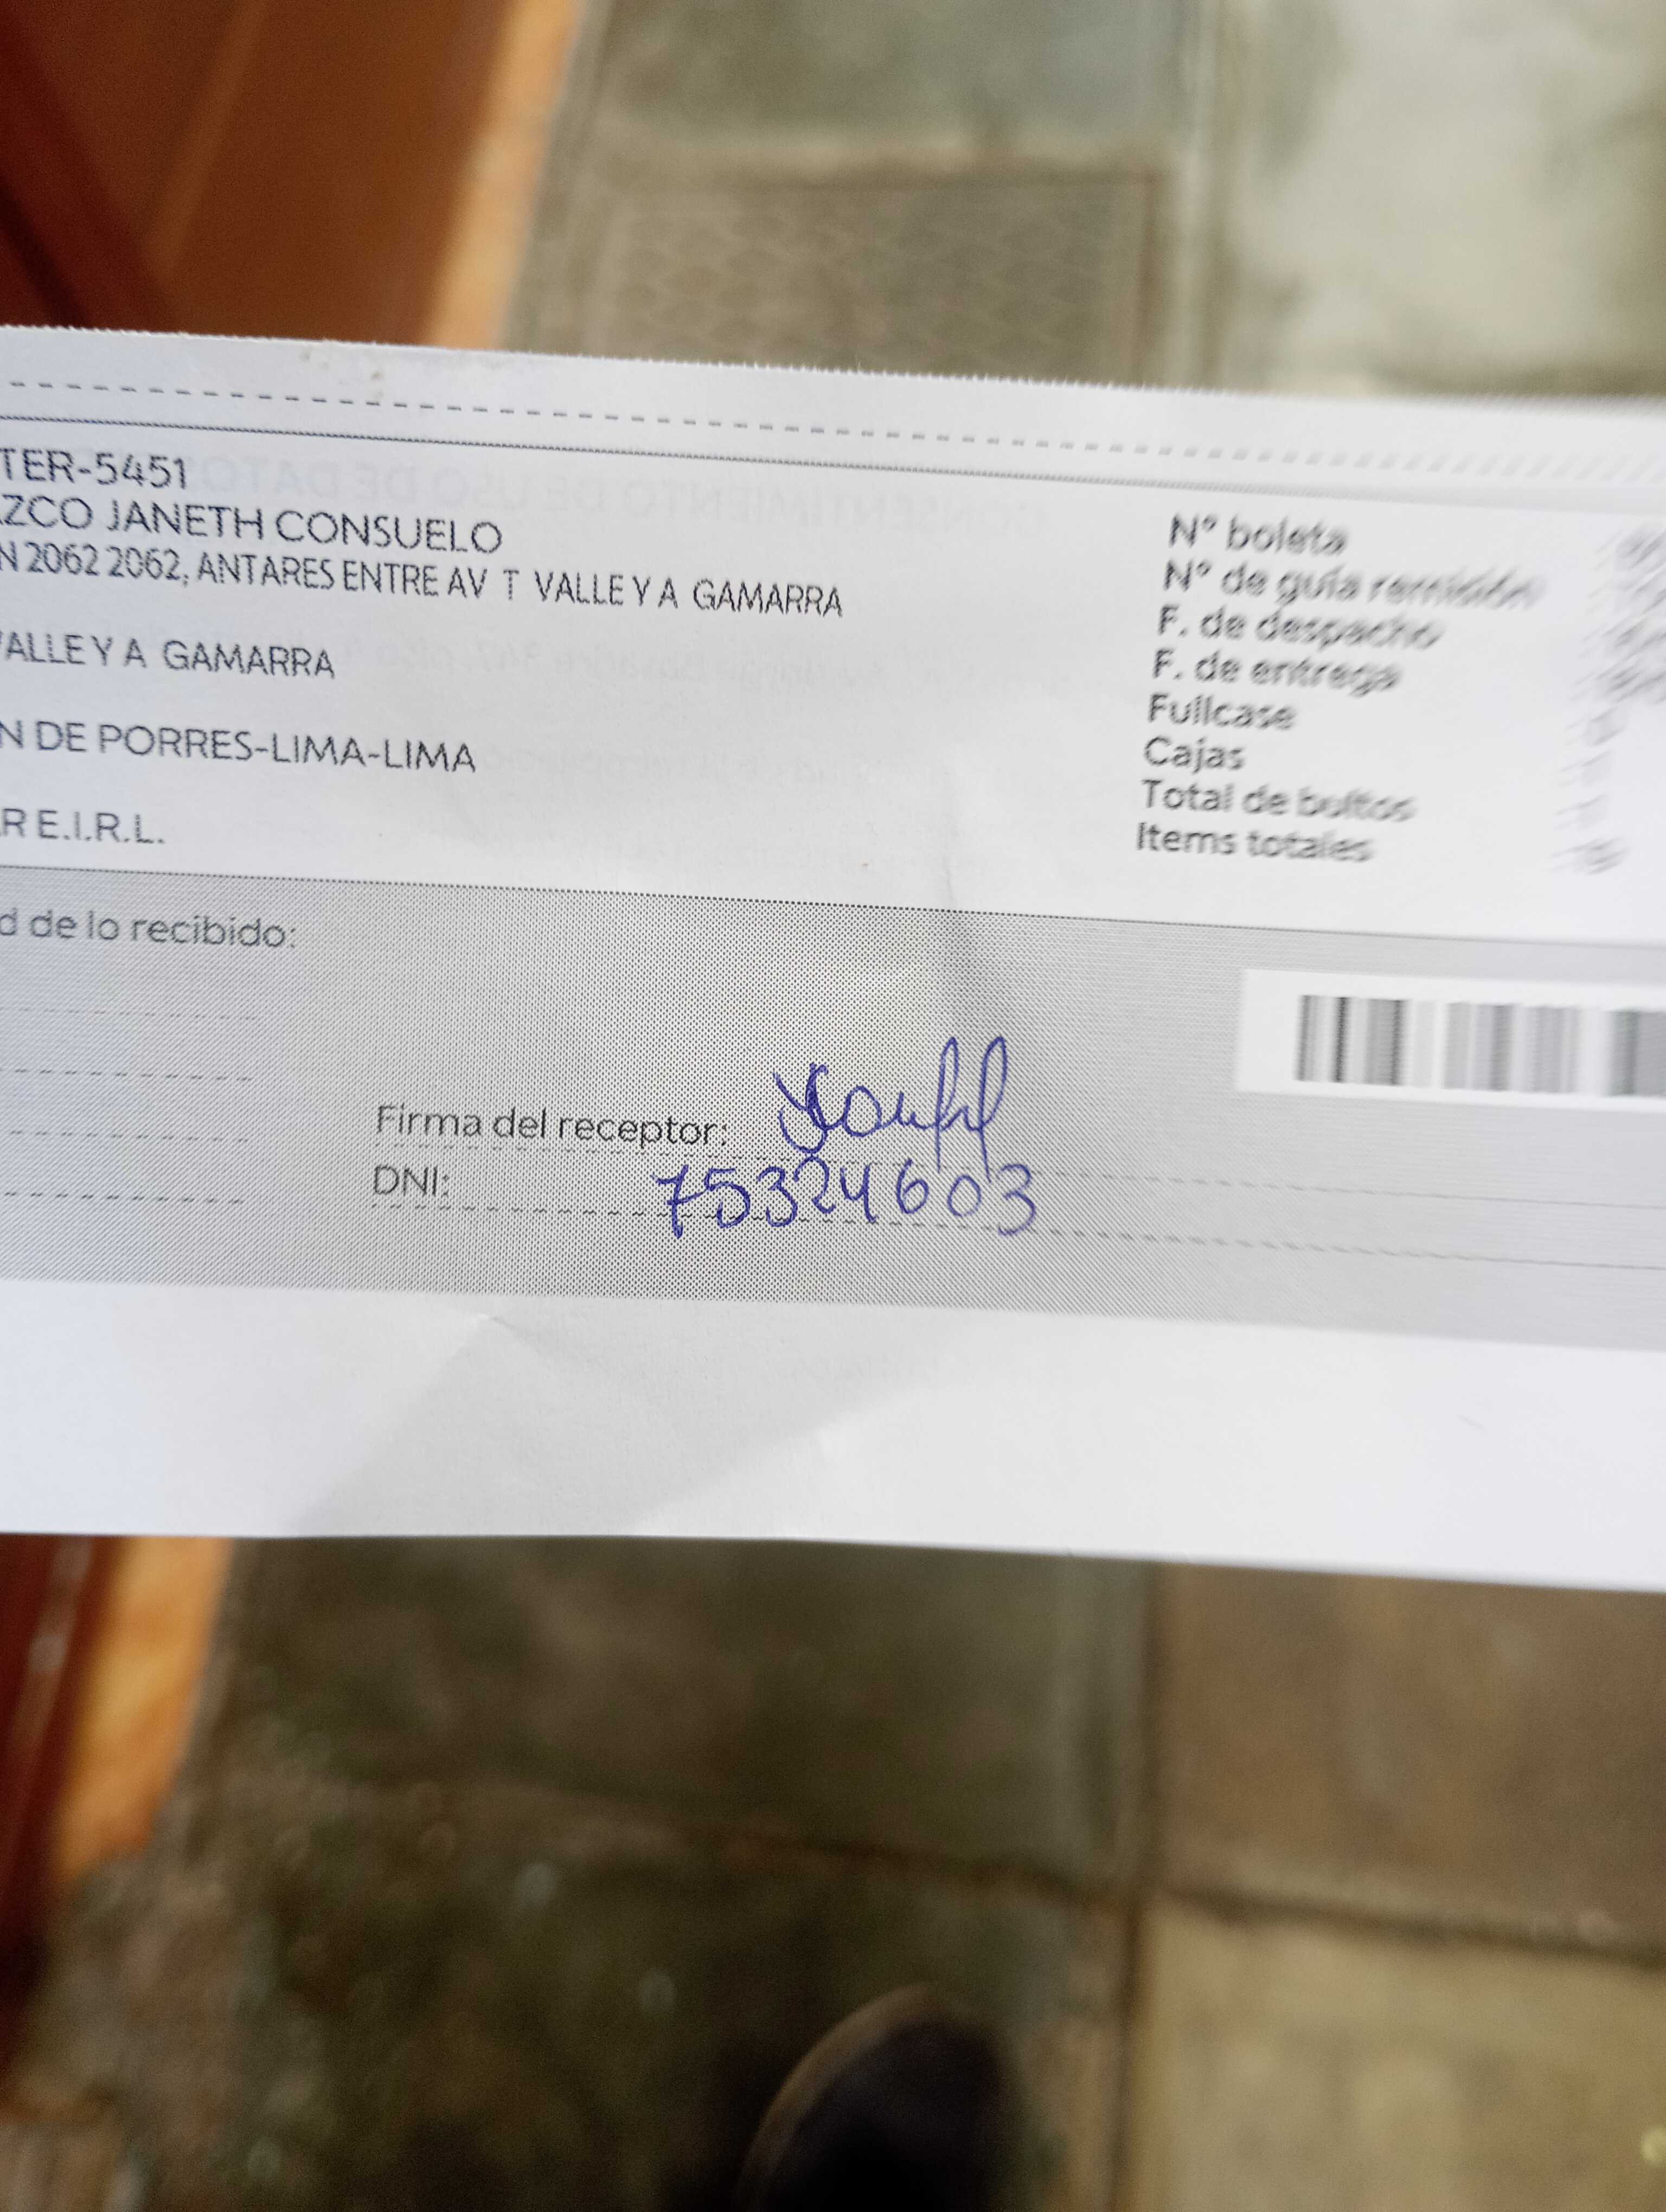 TER-5451
ZCO JANETH CONSUELO
N 2062 2062, ANTARES ENTRE AV T VALLE Y A GAMARRA
VALLE Y A GAMARRA
N DE PORRES-LIMA-LIMA
R E.I.R.L.
N° boleta
N° de guía remisión
F. de despacho
F. de entrega
Fullcase
Cajas
Total de bultos
Items totales
d de lo recibido:
Firma del receptor:
DNI: 75324603